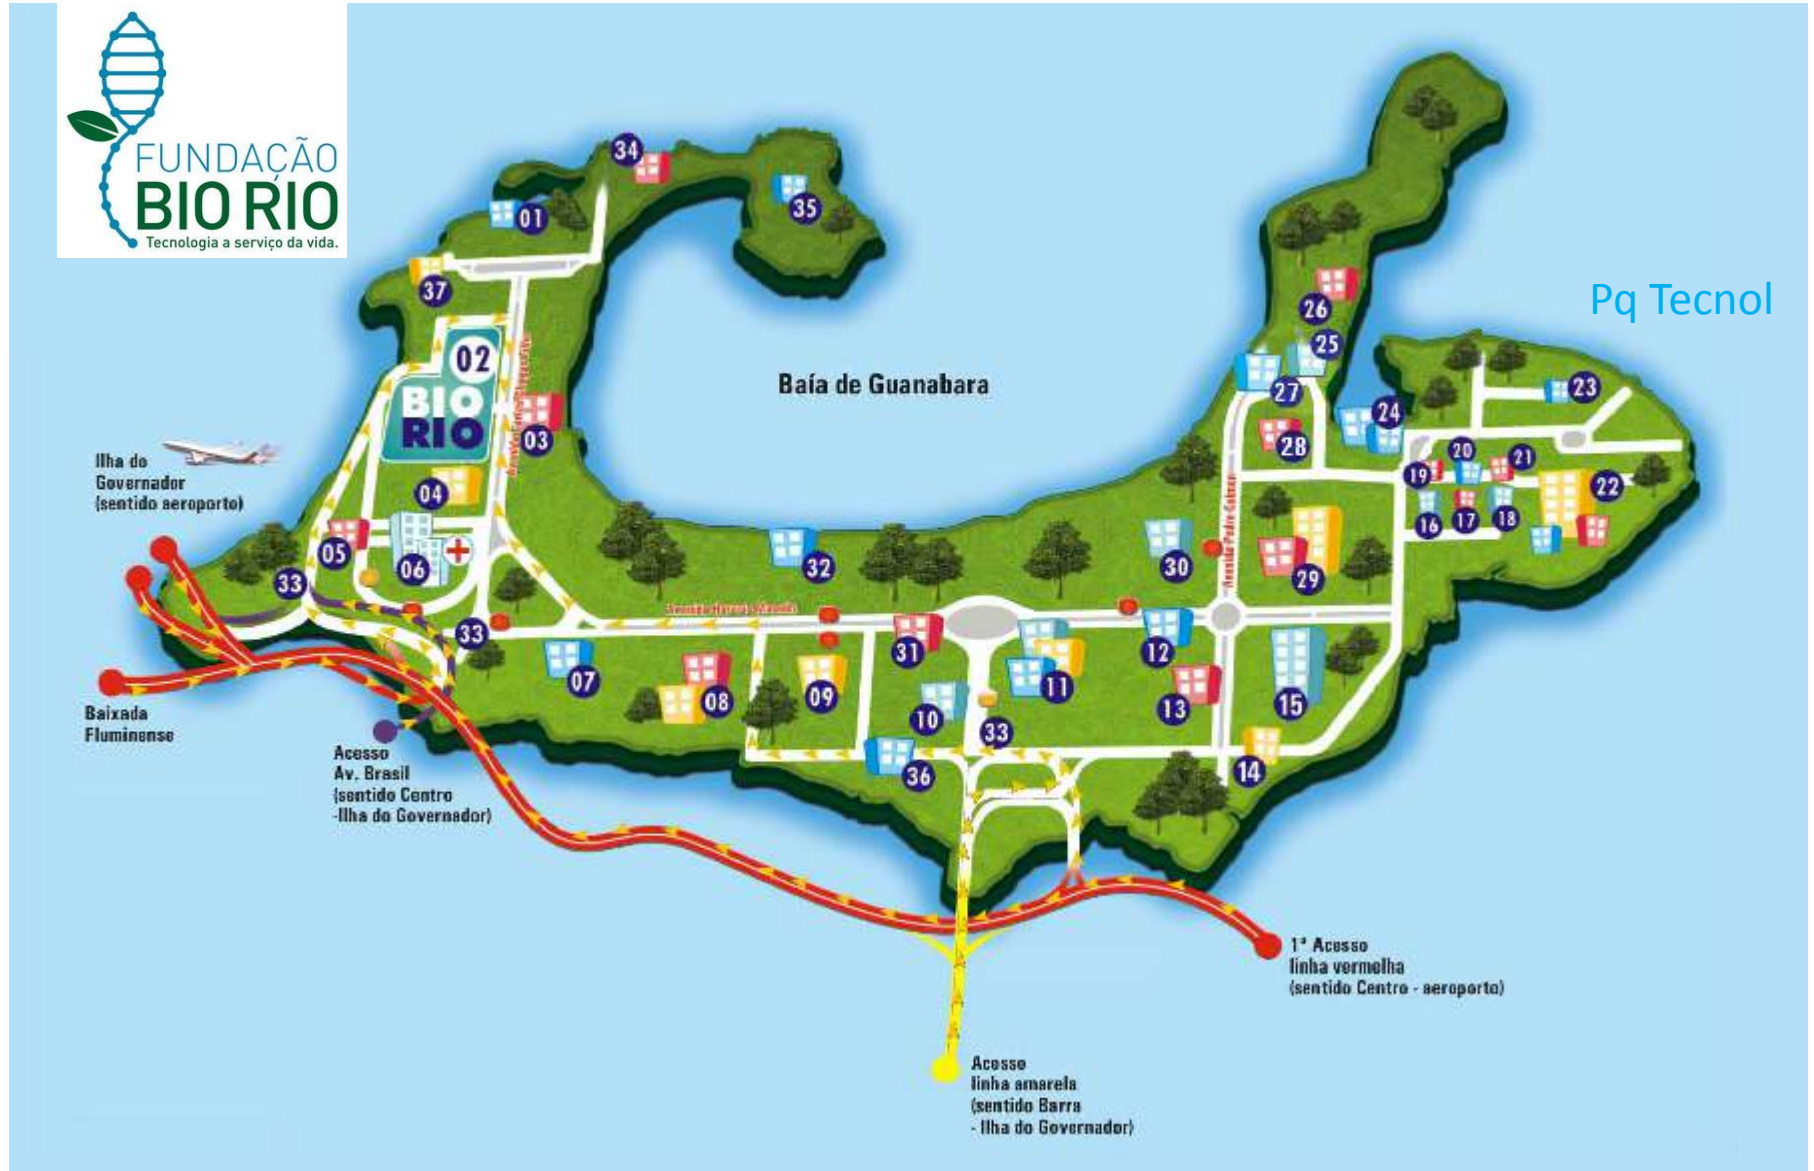 FUNDAÇÃO
BIO RIO
Tecnologia a serviço da vida.
34
35
01
37
Pq Tecnol
26
25
02
BIO
RIO
Baía de Guanabara
27
24
23
03
28
Ilha do
Governador
(sentido aeroporto)
04
19
20
21
22
16
17
18
05
06
33
32
30
29
33
31
12
07
08
09
10
11
13
15
33
36
14
Baixada
Fluminense
Acesso
Av. Brasil
(sentido Centro
-Ilha do Governador)
1ª Acesso
linha vermelha
(sentido Centro - aeroporto)
Acesso
linha amarela
(sentido Barra
- Ilha do Governador)